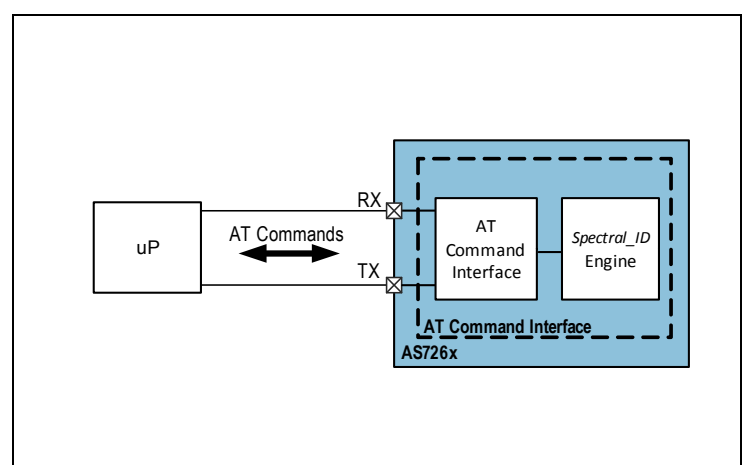 RX
uP
AT Commands
TX
AT
Command
Interface
Spectral_ID
Engine
AT Command Interface
AS726x